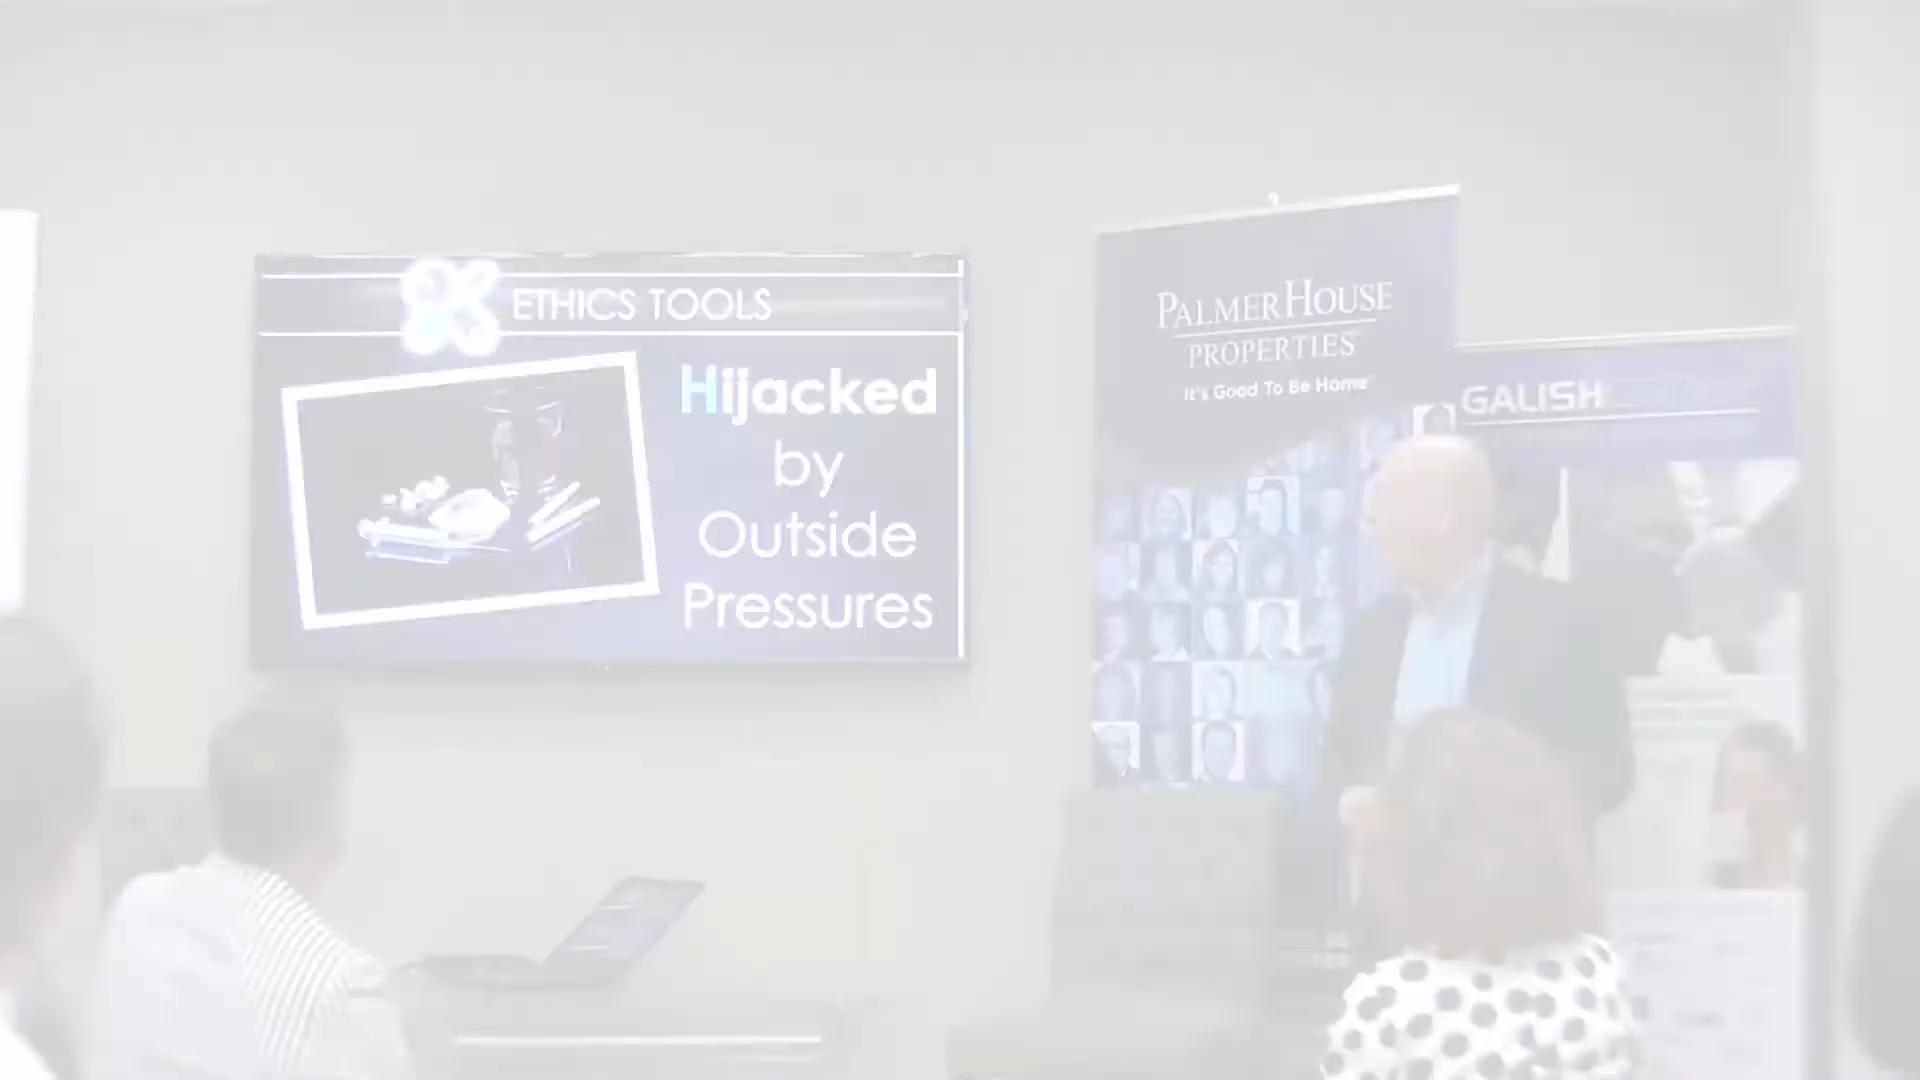 ETHICS TOOLS
Hijacked
by
Outside
Pressures
PALMERHOUSE
PROPERTIES
It's Good To Be Home
GALISH